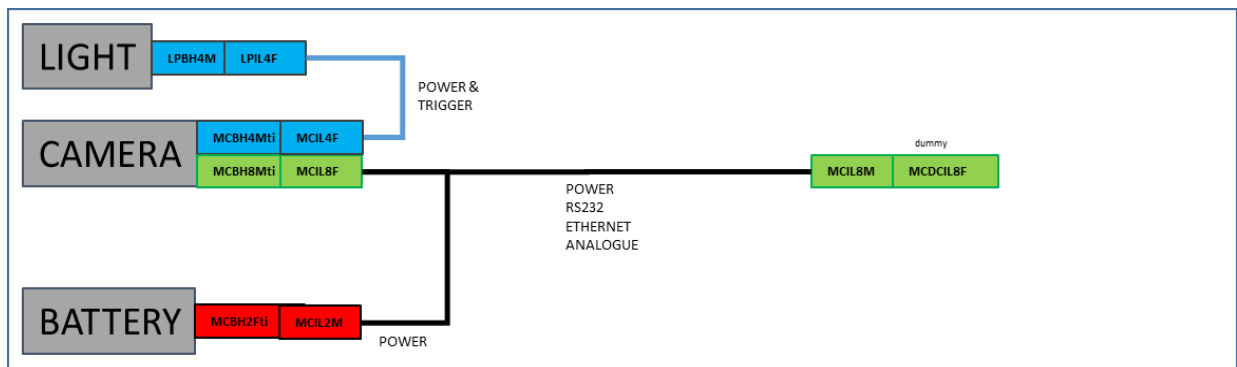 LIGHT
LPBH4M
LPIL4F
POWER &
TRIGGER
CAMERA
MCBH4Mti
MCIL4F
MCBH8Mti
MCIL8F
POWER
RS232
ETHERNET
ANALOGUE
dummy
MCIL8M
MCDCIL8F
BATTERY
MCBH2Fti
MCIL2M
POWER